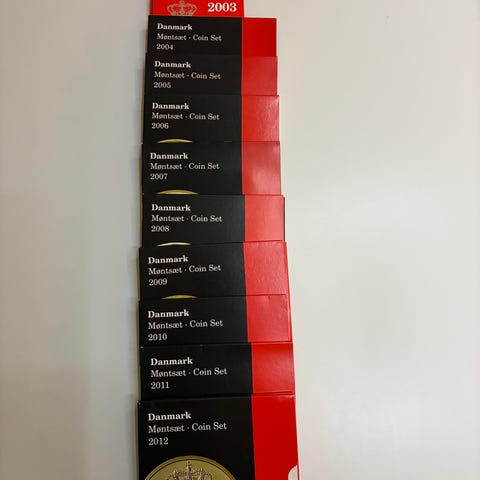 2003
Danmark
Møntsæt · Coin Set
2004
Danmark
Møntsæt · Coin Set
2005
Danmark
Møntsæt · Coin Set
2006
Danmark
Møntsæt · Coin Set
2007
Danmark
Møntsæt · Coin Set
2008
Danmark
Møntsæt · Coin Set
2009
Danmark
Møntsæt · Coin Set
2010
Danmark
Møntsæt · Coin Set
2011
Danmark
Møntsæt · Coin Set
2012